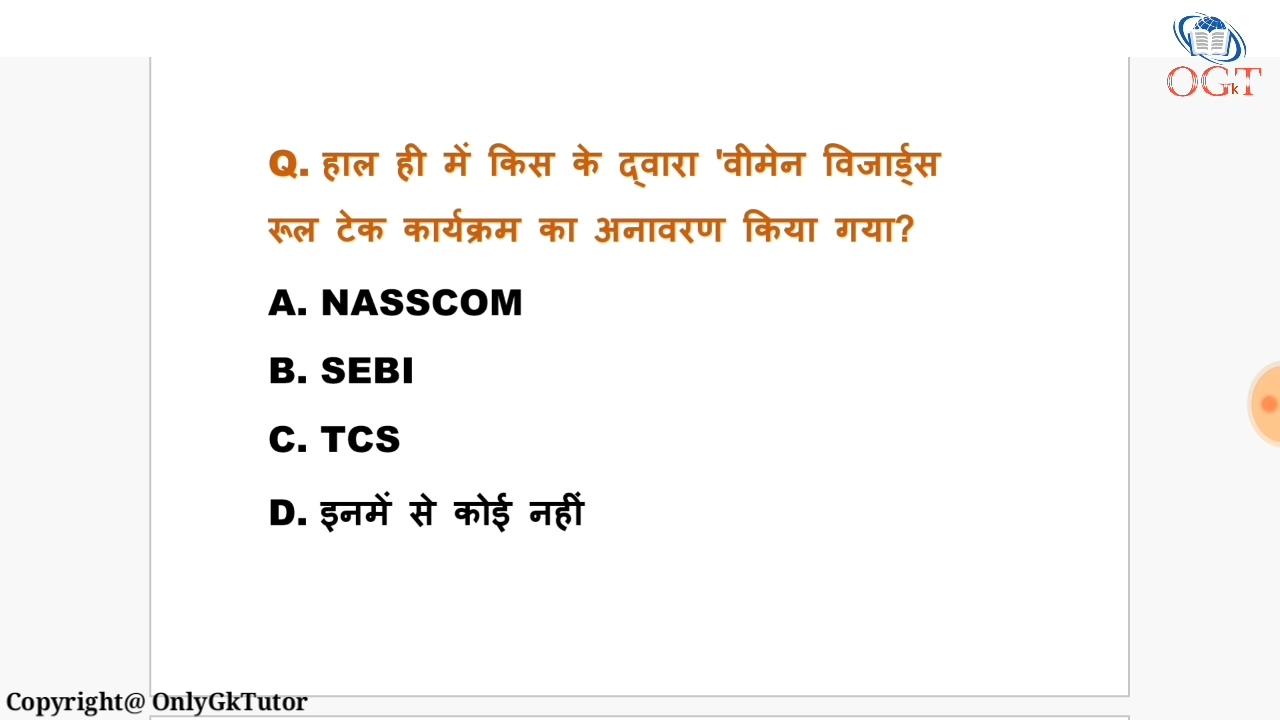 OGT
k
Q. हाल ही में किस के द्वारा 'वीमेन विजार्ड्स
रूल टेक कार्यक्रम का अनावरण किया गया?
A. NASSCOM
B. SEBI
C. TCS
D. इनमें से कोई नहीं
Copyright@ OnlyGkTutor